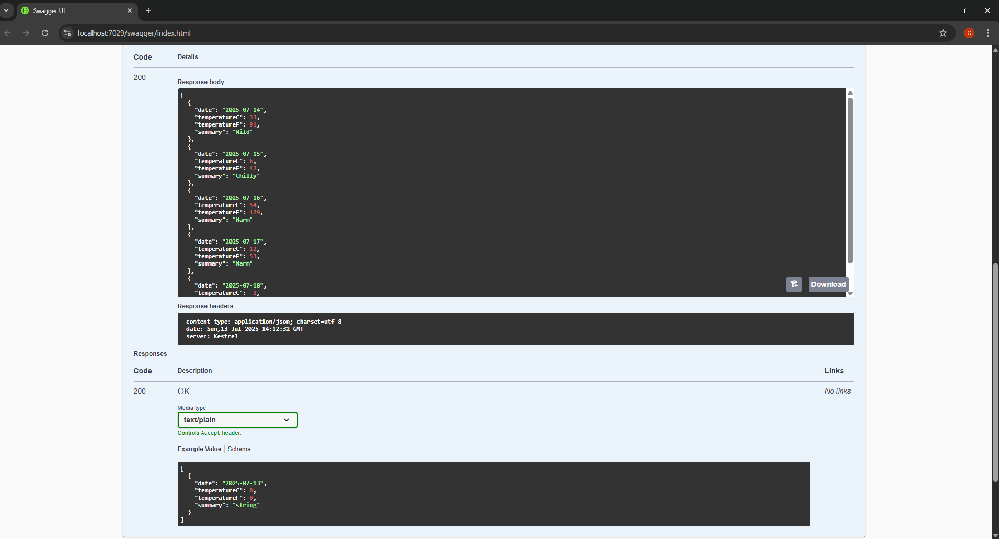 Swagger UI
localhost:7029/swagger/index.html
C
Code Details
200
Response body
[
  {
    "date": "2025-07-14",
    "temperatureC": 33,
    "temperatureF": 91,
    "summary": "Mild"
  },
  {
    "date": "2025-07-15",
    "temperatureC": 6,
    "temperatureF": 42,
    "summary": "Chilly"
  },
  {
    "date": "2025-07-16",
    "temperatureC": 54,
    "temperatureF": 129,
    "summary": "Warm"
  },
  {
    "date": "2025-07-17",
    "temperatureC": 12,
    "temperatureF": 53,
    "summary": "Warm"
  },
  {
    "date": "2025-07-18",
    "temperatureC": -2,
Download
Response headers
content-type: application/json; charset=utf-8
date: Sun,13 Jul 2025 14:12:32 GMT
server: Kestrel
Responses
Code Description Links
200 OK No links
Media type
text/plain
Controls Accept header.
Example Value Schema
[
  {
    "date": "2025-07-13",
    "temperatureC": 0,
    "temperatureF": 0,
    "summary": "string"
  }
]